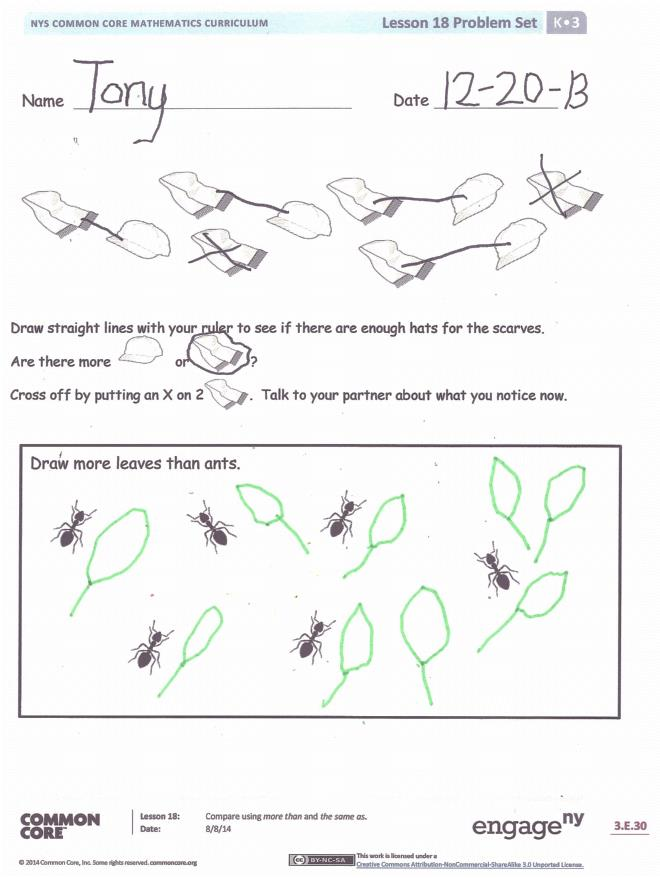 NYS COMMON CORE MATHEMATICS CURRICULUM Lesson 18 Problem Set K•3
Name Tony Date 12-20-13
Draw straight lines with your ruler to see if there are enough hats for the scarves.
Are there more or ?
Cross off by putting an X on 2 . Talk to your partner about what you notice now.
Draw more leaves than ants.
COMMON CORE™ Lesson 18: Compare using more than and the same as.
Date: 8/8/14
engage ny 3.E.30
© 2014 Common Core, Inc. Some rights reserved. commoncore.org
cc BY-NC-SA This work is licensed under a
Creative Commons Attribution-NonCommercial-ShareAlike 3.0 Unported License.